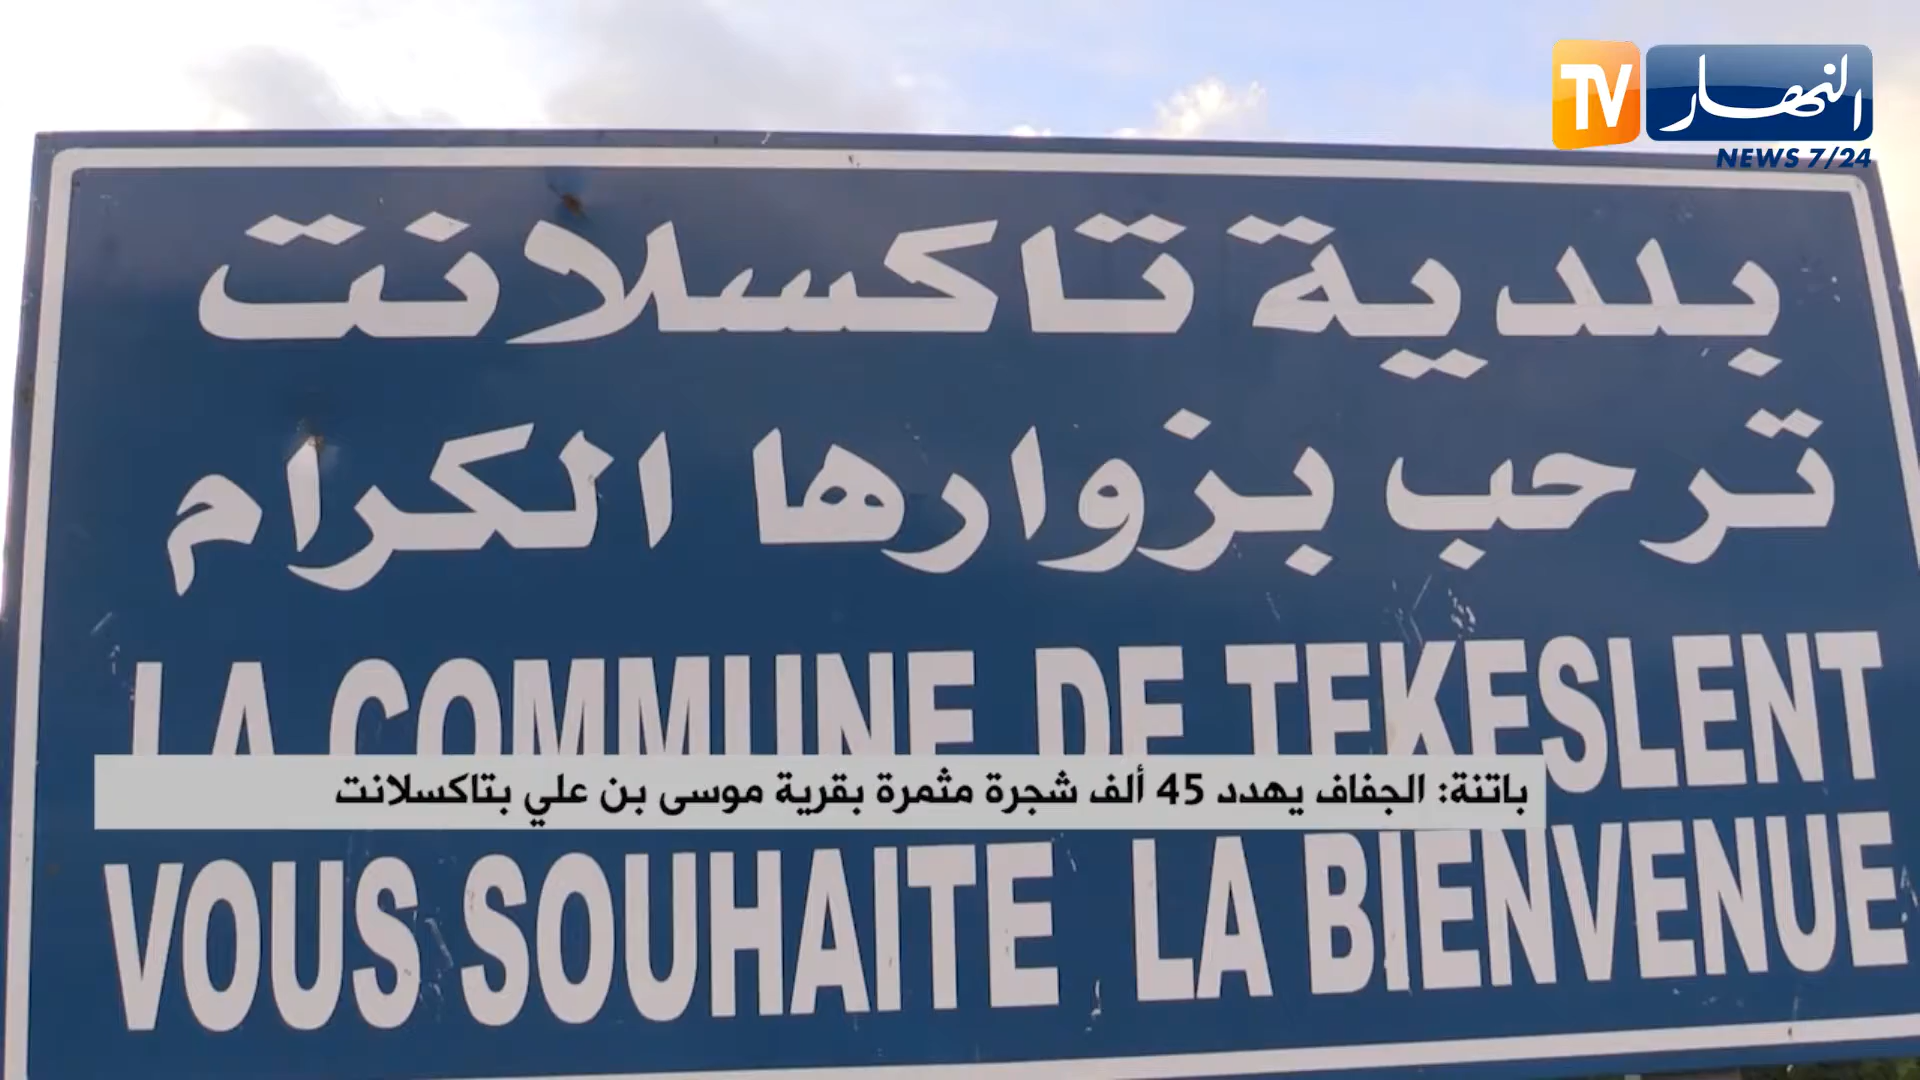 TV النهار
NEWS 7/24
بلدية تاكسلانت
ترحب بزوارها الكرام
LA COMMUNE DE TEKESLENT
باتنة: الجفاف يهدد 45 ألف شجرة مثمرة بقرية موسى بن علي بتاكسلانت
VOUS SOUHAITE LA BIENVENUE